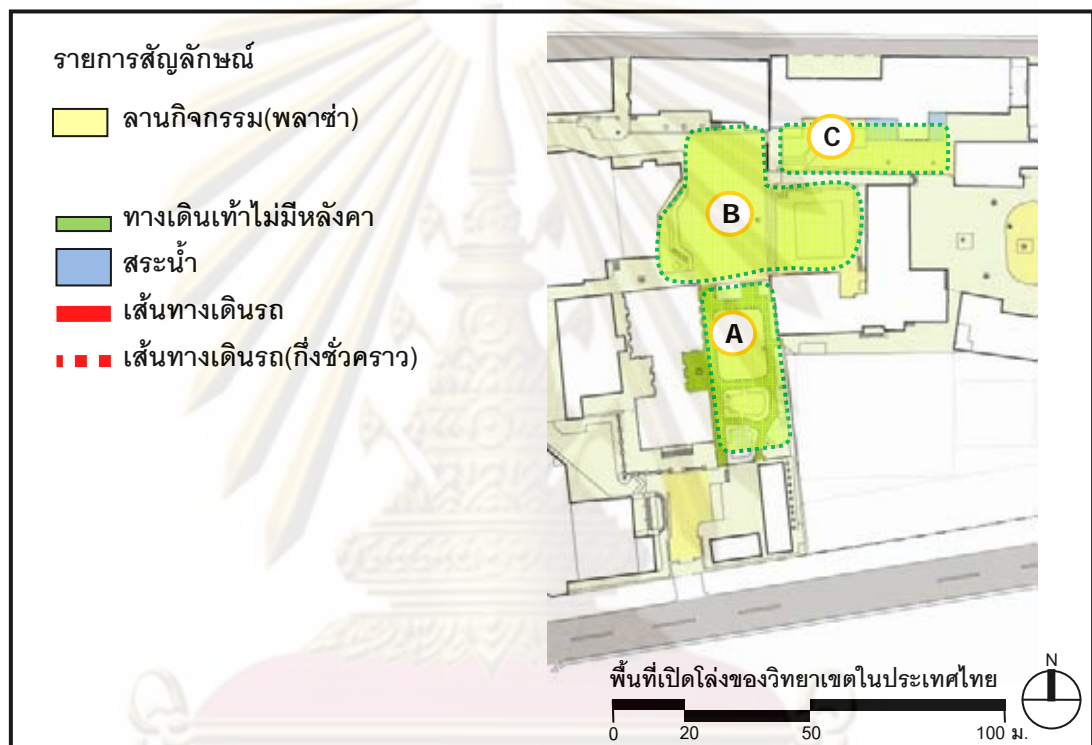 รายการสัญลักษณ์
ลานกิจกรรม(พลาซ่า)
ทางเดินเท้าไม่มีหลังคา
สระน้ำ
เส้นทางเดินรถ
เส้นทางเดินรถ(กึ่งชั่วคราว)
C
B
A
พื้นที่เปิดโล่งของวิทยาเขตในประเทศไทย
N
0 20 50 100 ม.